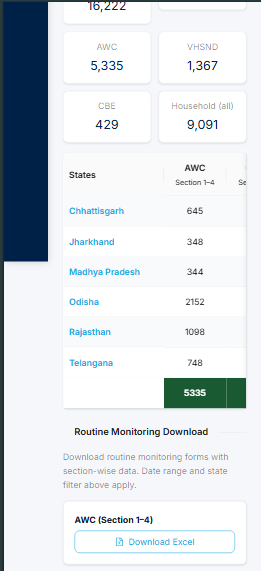 16,222
AWC
5,335
VHSND
1,367
CBE
429
Household (all)
9,091
States
AWC
Section 1–4
Se
Chhattisgarh 645
Jharkhand 348
Madhya Pradesh 344
Odisha 2152
Rajasthan 1098
Telangana 748
5335
Routine Monitoring Download
Download routine monitoring forms with
section-wise data. Date range and state
filter above apply.
AWC (Section 1–4)
Download Excel